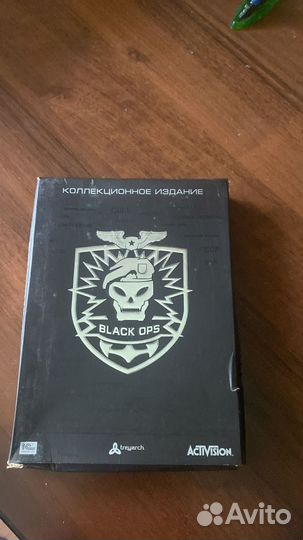 КОЛЛЕКЦИОННОЕ ИЗДАНИЕ
BLACK OPS
treyarch
ACTIVISION
Avito